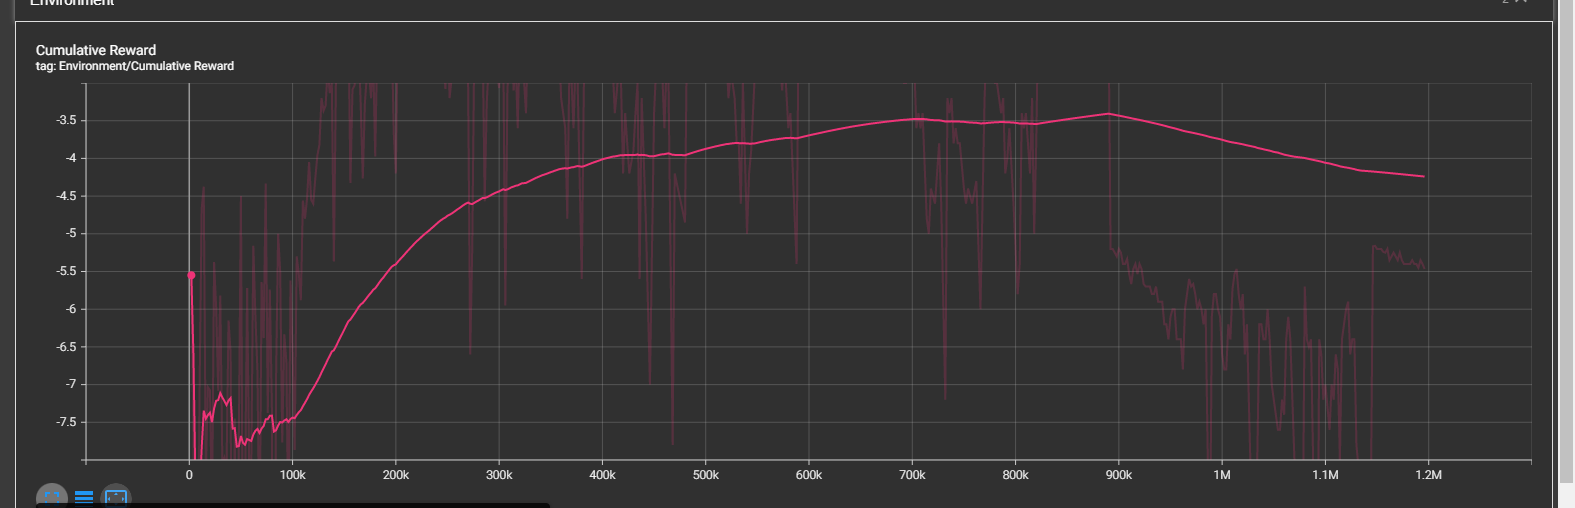 Environment
Cumulative Reward
tag: Environment/Cumulative Reward
-3.5
-4
-4.5
-5
-5.5
-6
-6.5
-7
-7.5
0 100k 200k 300k 400k 500k 600k 700k 800k 900k 1M 1.1M 1.2M